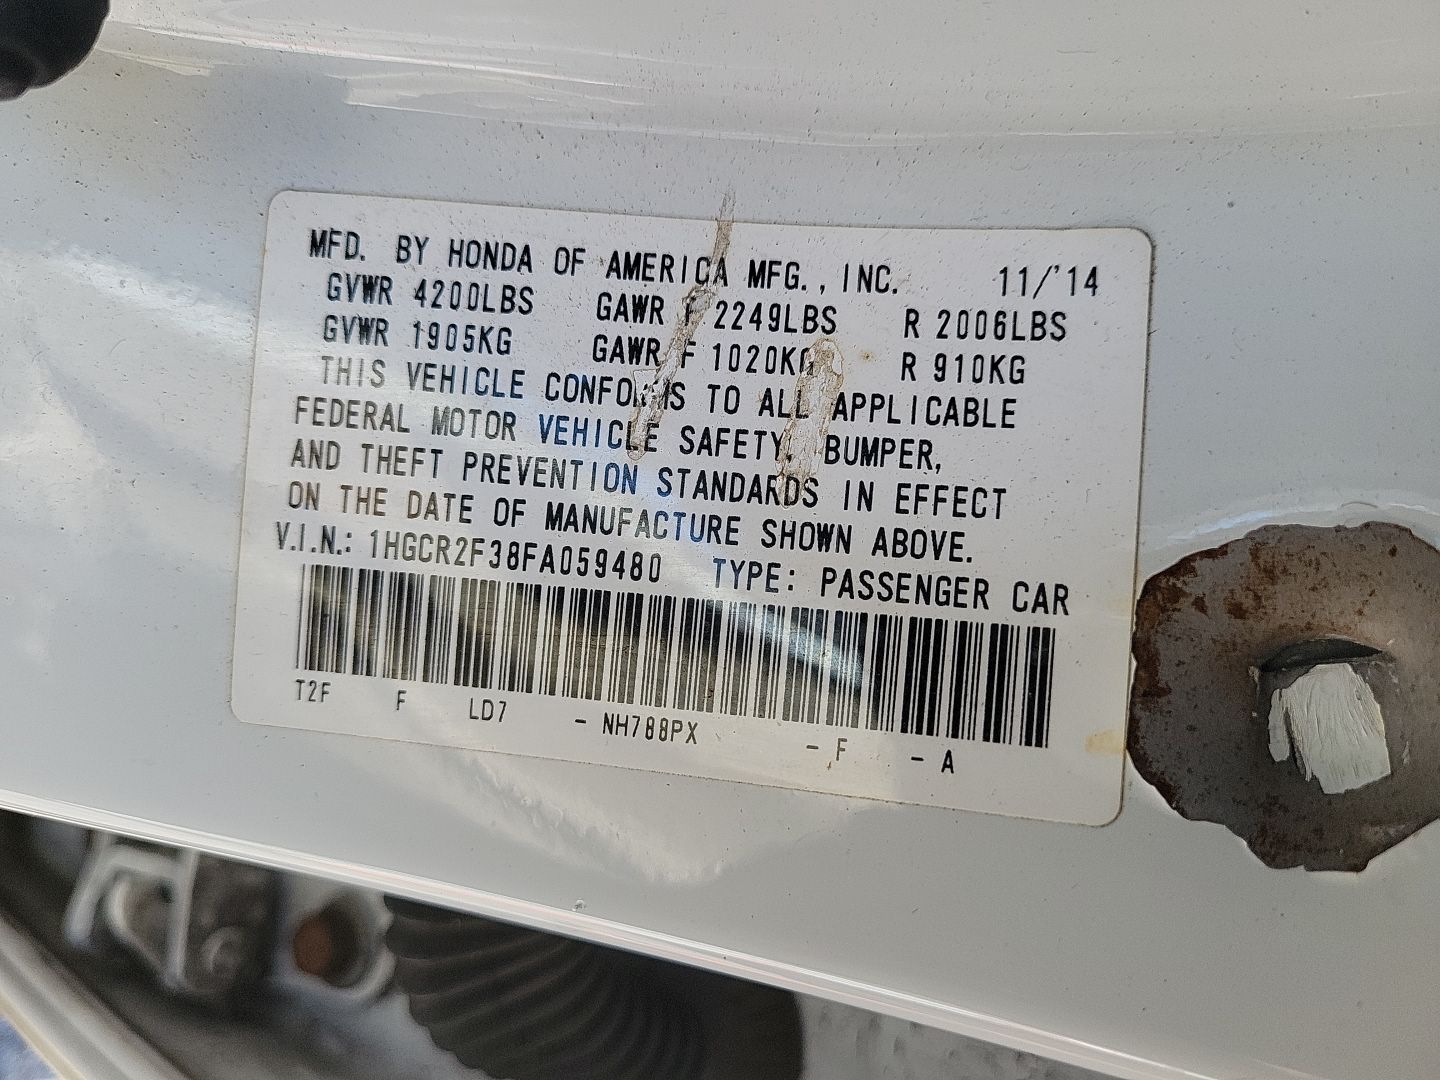 MFD. BY HONDA OF AMERICA MFG., INC. 11/'14
GVWR 4200LBS GAWR F 2249LBS R 2006LBS
GVWR 1905KG GAWR F 1020KG R 910KG
THIS VEHICLE CONFORMS TO ALL APPLICABLE
FEDERAL MOTOR VEHICLE SAFETY, BUMPER,
AND THEFT PREVENTION STANDARDS IN EFFECT
ON THE DATE OF MANUFACTURE SHOWN ABOVE.
V.I.N.: 1HGCR2F38FA059480 TYPE: PASSENGER CAR
T2F F LD7 - NH788PX - F - A